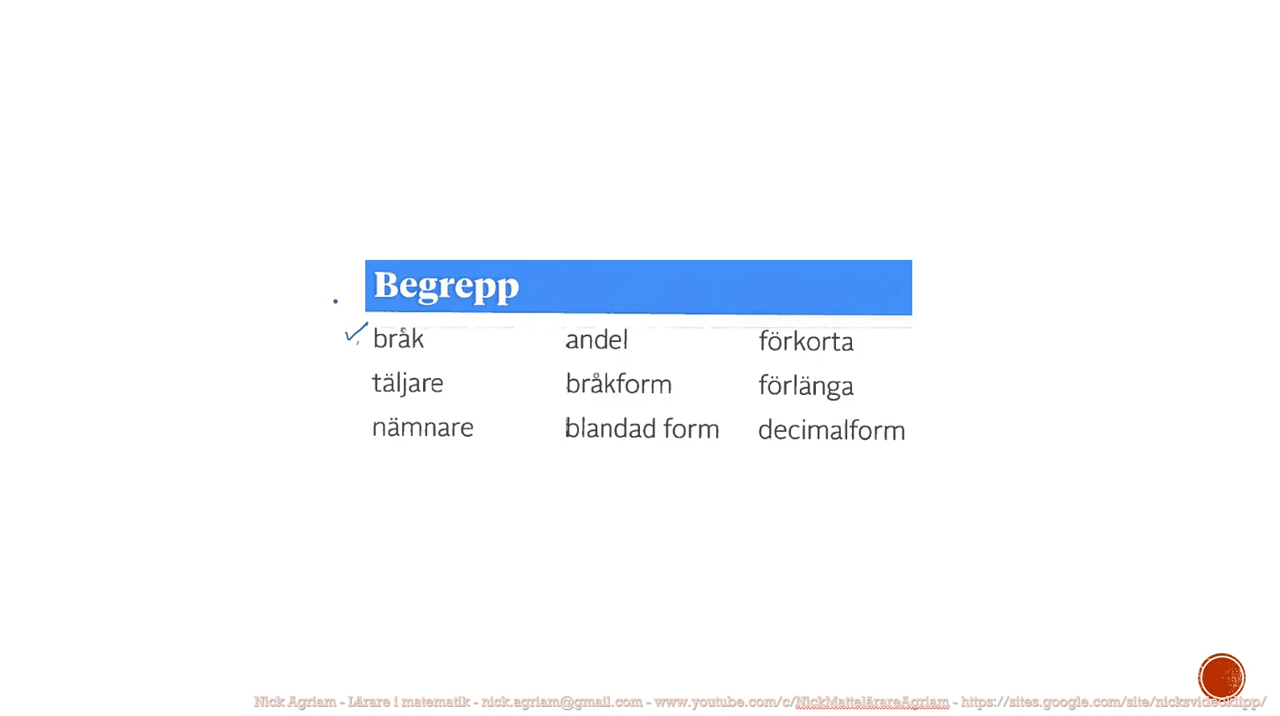 Begrepp
bråk andel förkorta
täljare bråkform förlänga
nämnare blandad form decimalform
Nick Agriam - Lärare i matematik - nick.agriam@gmail.com - www.youtube.com/c/NickMattelärareAgriam - https://sites.google.com/site/nicksvideoklipp/